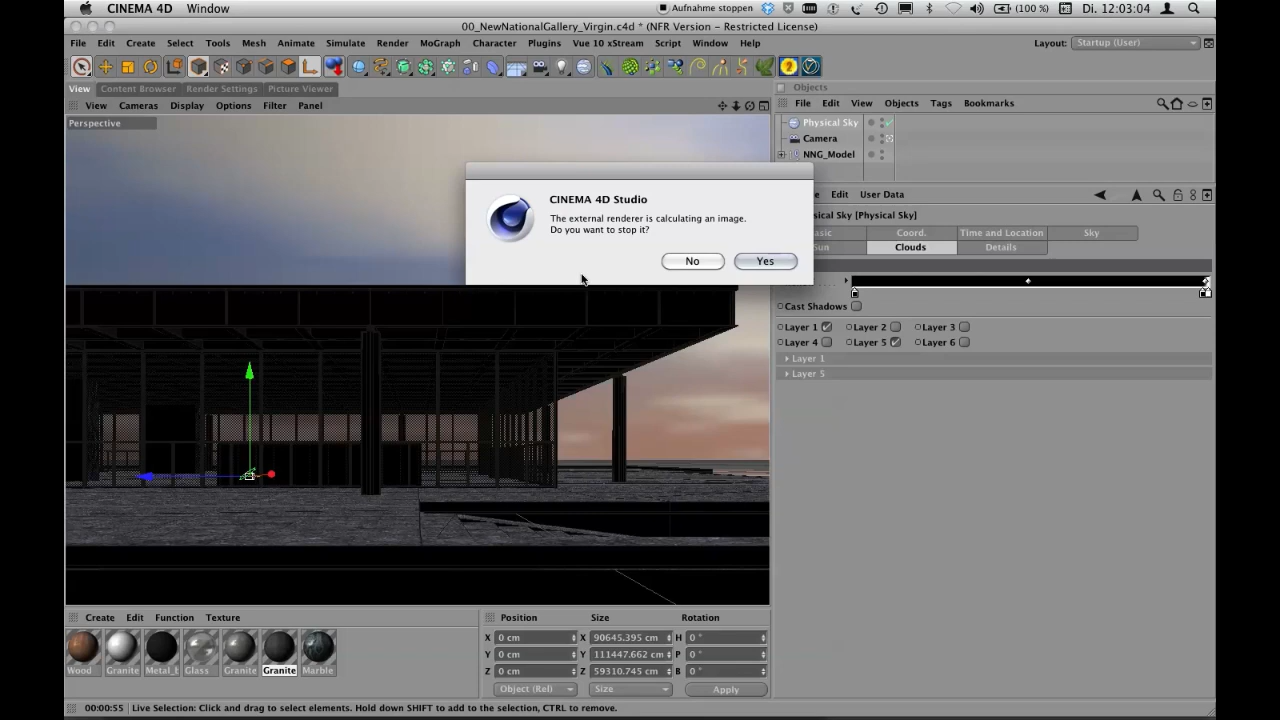 CINEMA 4D Window Aufnahme stoppen (100 %) Di. 12:03:04
00_NewNationalGallery_Virgin.c4d * (NFR Version - Restricted License)
File Edit Create Select Tools Mesh Animate Simulate Render MoGraph Character Plugins Vue 10 xStream Script Window Help Layout: Startup (User)
View Content Browser Render Settings Picture Viewer
View Cameras Display Options Filter Panel
Perspective
Objects
File Edit View Objects Tags Bookmarks
Physical Sky
Camera
NNG_Model
CINEMA 4D Studio
The external renderer is calculating an image.
Do you want to stop it?
No Yes
Edit User Data
Sky [Physical Sky]
Coord. Time and Location Sky
Sun Clouds Details
Cast Shadows
Layer 1 Layer 2 Layer 3
Layer 4 Layer 5 Layer 6
Layer 1
Layer 5
Create Edit Function Texture
Wood Granite Metal_ Glass Granite Granite Marble
Position Size Rotation
X 0 cm X 90645.395 cm H 0 °
Y 0 cm Y 111447.662 cm P 0 °
Z 0 cm Z 59310.745 cm B 0 °
Object (Rel) Size Apply
00:00:55 Live Selection: Click and drag to select elements. Hold down SHIFT to add to the selection, CTRL to remove.